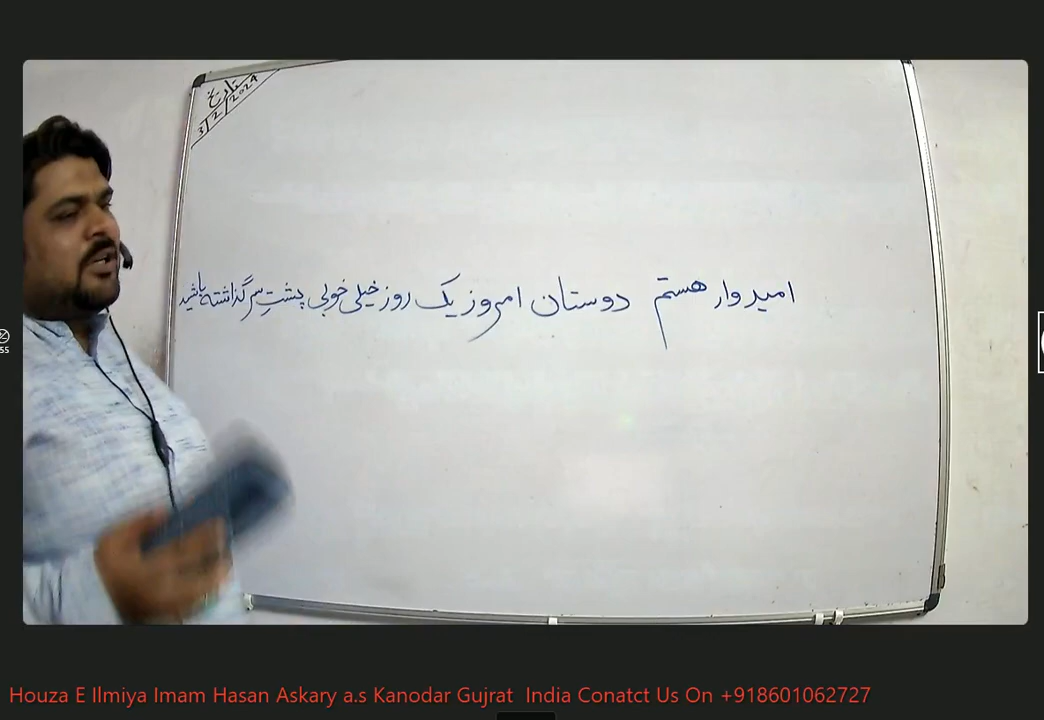 تاریخ
3/2/2024
امیدوار هستم دوستان امروز یک روز خیلی خوبی پشتِ سر گذاشته باشید
55
Houza E Ilmiya Imam Hasan Askary a.s Kanodar Gujrat India Conatct Us On +918601062727